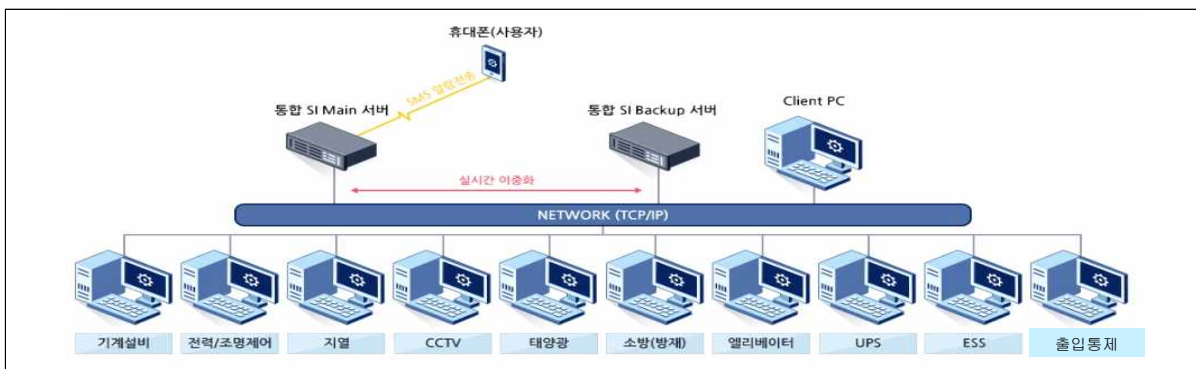 휴대폰(사용자)
SMS 알람전송
통합 SI Main 서버
통합 SI Backup 서버
Client PC
실시간 이중화
NETWORK (TCP/IP)
기계설비
전력/조명제어
지열
CCTV
태양광
소방(방재)
엘리베이터
UPS
ESS
출입통제